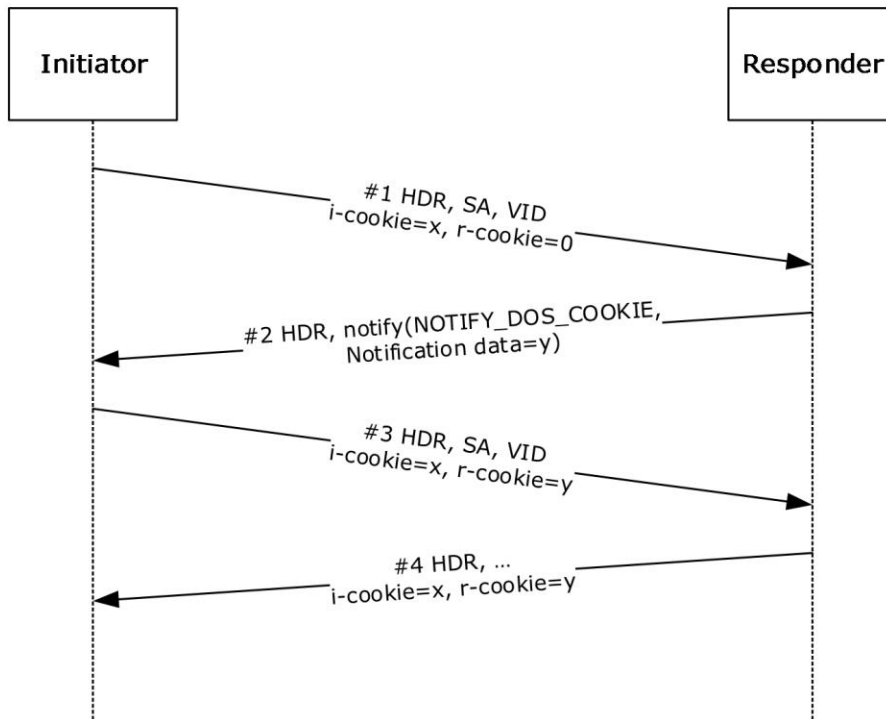 Initiator
Responder
#1 HDR, SA, VID
i-cookie=x, r-cookie=0
#2 HDR, notify(NOTIFY_DOS_COOKIE,
Notification data=y)
#3 HDR, SA, VID
i-cookie=x, r-cookie=y
#4 HDR, ...
i-cookie=x, r-cookie=y